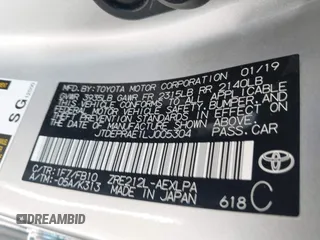 MFD. BY: TOYOTA MOTOR CORPORATION 01/19
GVWR 3935LB GAWR FR 2315LB RR 2140LB
THIS VEHICLE CONFORMS TO ALL APPLICABLE
FEDERAL MOTOR VEHICLE SAFETY, BUMPER, AND
THEFT PREVENTION STANDARDS IN EFFECT ON
THE DATE OF MANUFACTURE SHOWN ABOVE.
JTDEPRAE1LJ005304 PASS.CAR
C/TR:1F7/FB10 ZRE212L-AEXLPA
A/TM:-05A/K313 MADE IN JAPAN
618 C
SG
DREAMBID